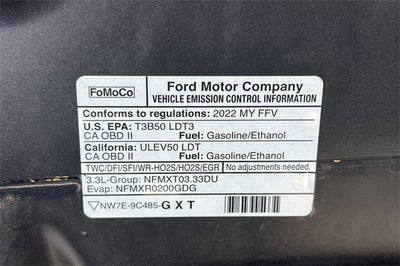 FoMoCo
Ford Motor Company
VEHICLE EMISSION CONTROL INFORMATION
Conforms to regulations: 2022 MY FFV
U.S. EPA: T3B50 LDT3
CA OBD II Fuel: Gasoline/Ethanol
California: ULEV50 LDT
CA OBD II Fuel: Gasoline/Ethanol
TWC/DFI/SFI/WR-HO2S/HO2S/EGR No adjustments needed.
3.3L-Group: NFMXT03.33DU
Evap: NFMXR0200GDG
NW7E-9C485-G X T